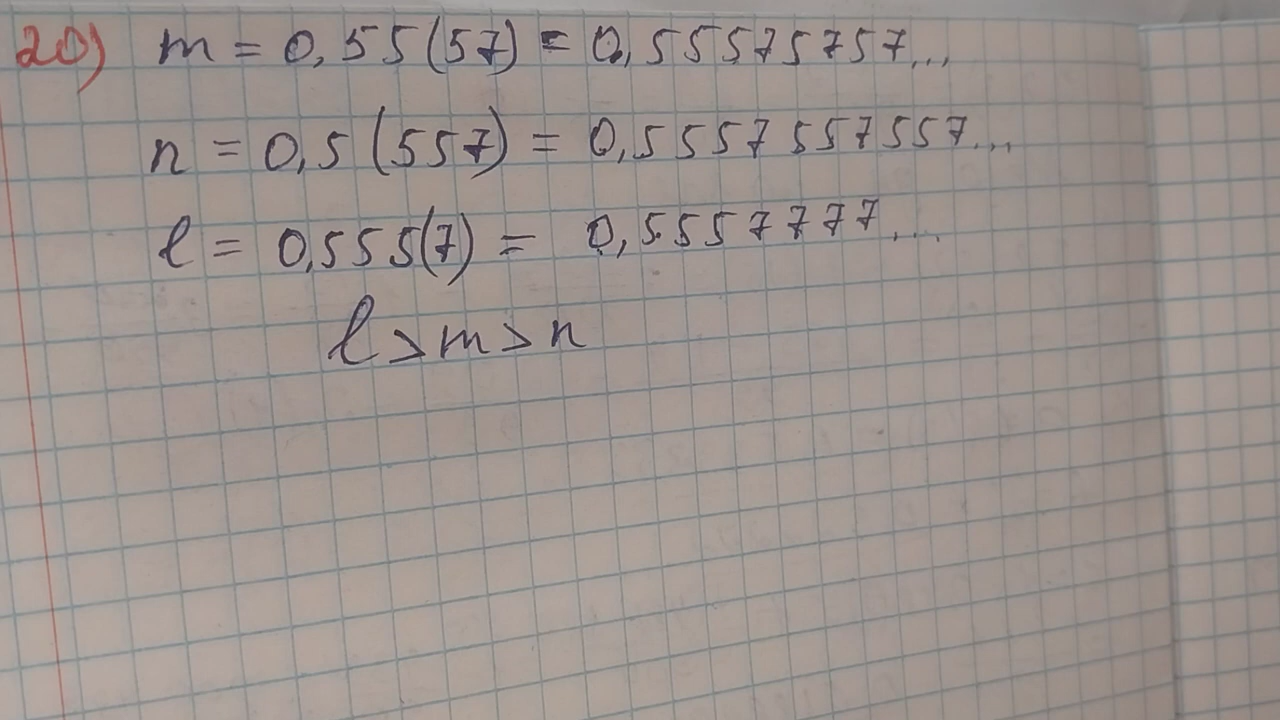 20) m = 0,55(57) = 0,55575757...
n = 0,5(557) = 0,5557557557...
l = 0,555(7) = 0,5557777...
l > m > n